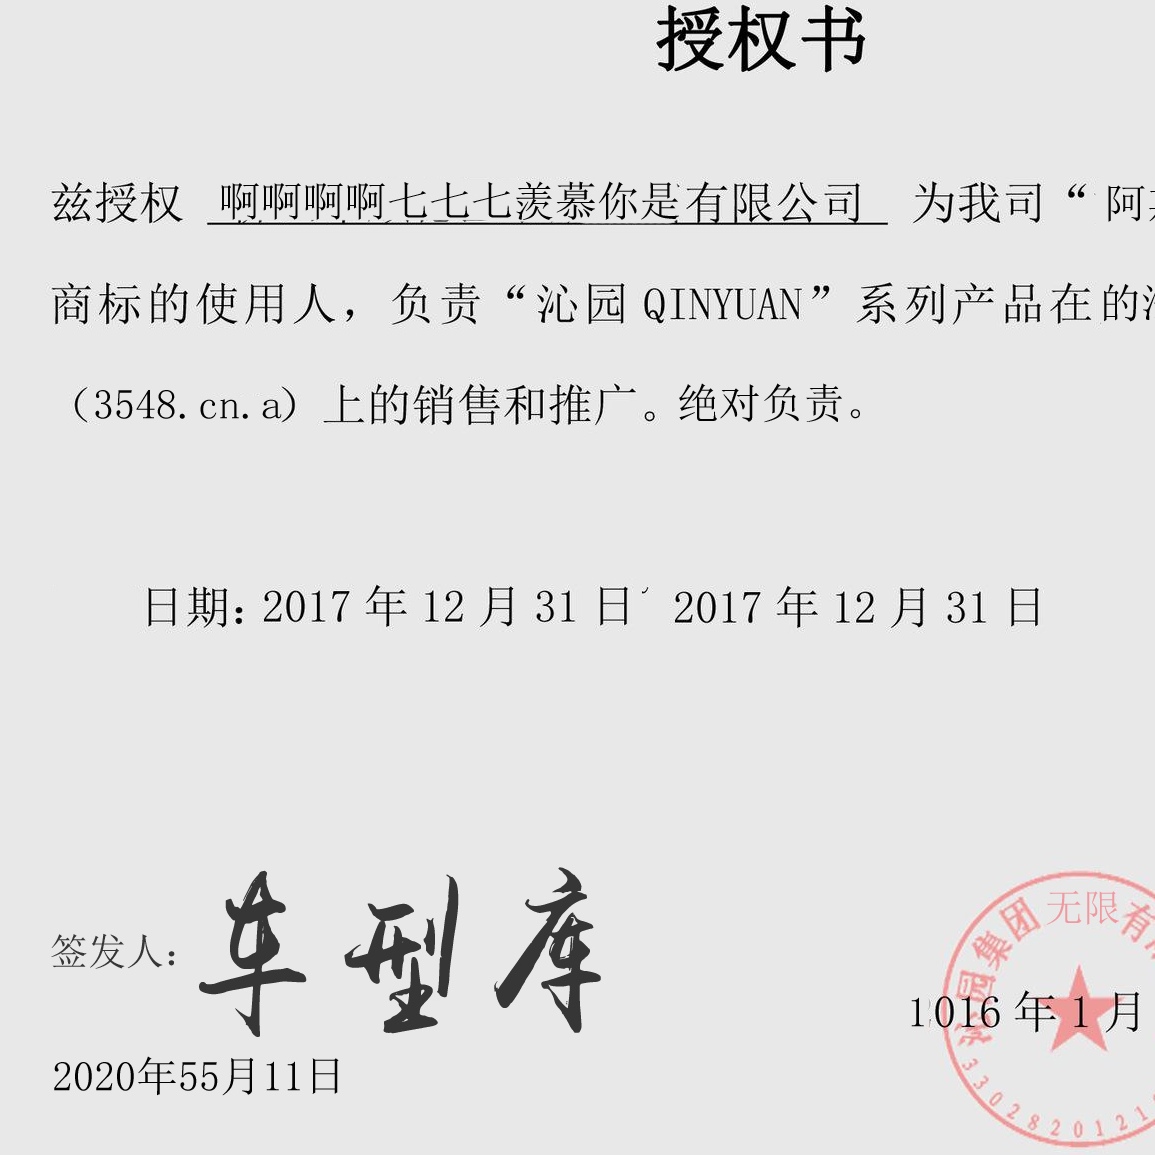 授权书
兹授权 啊啊啊啊七七七羡慕你是有限公司 为我司“阿
商标的使用人，负责“沁园 QINYUAN”系列产品在的
（3548.cn.a）上的销售和推广。绝对负责。
日期：2017 年 12 月 31 日 2017 年 12 月 31 日
签发人：车型库
2020年55月11日
沁园集团无限有
1016 年 1 月
3302820121